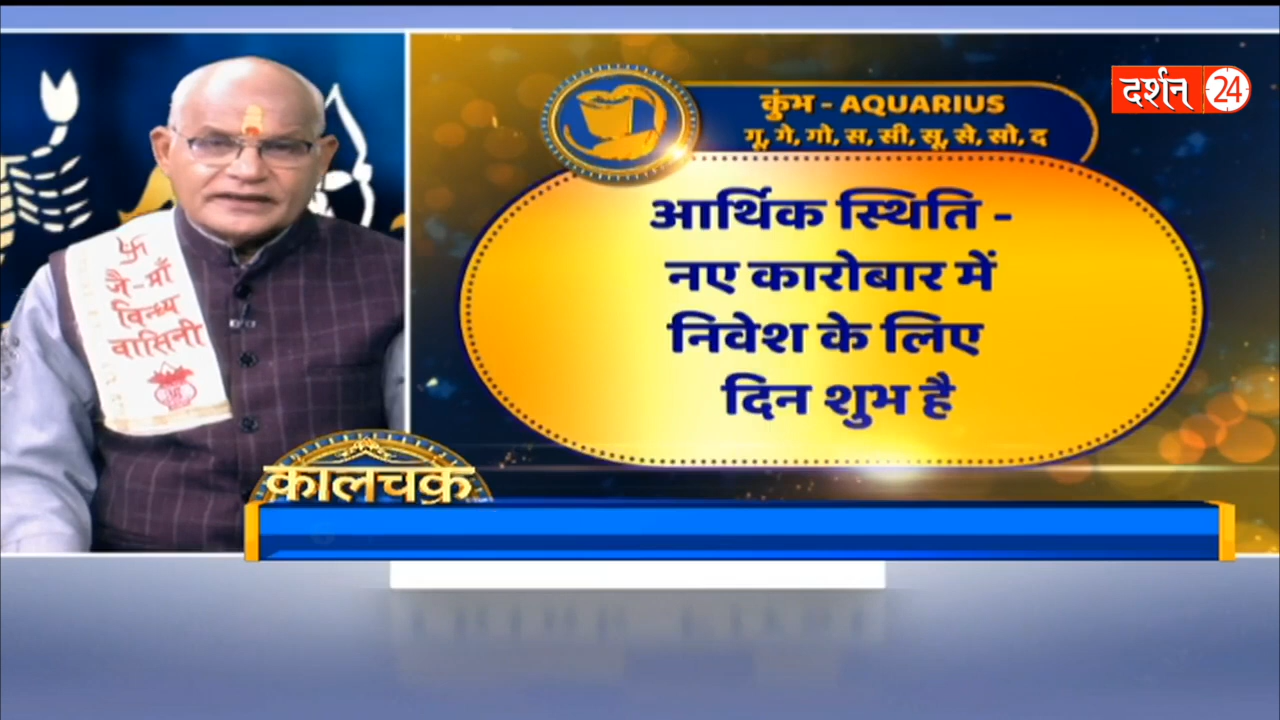 दर्शन 24
कुंभ - AQUARIUS
गू, गे, गो, स, सी, सू, से, सो, द
आर्थिक स्थिति -
नए कारोबार में
निवेश के लिए
दिन शुभ है
जै-माँ
विन्ध्य
वासिनी
कालचक्र